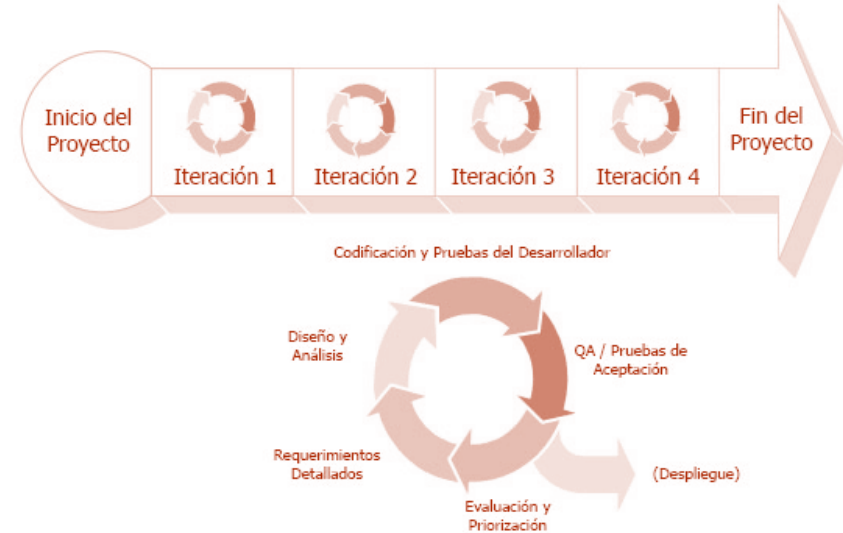 Inicio del
Proyecto
Iteración 1
Iteración 2
Iteración 3
Iteración 4
Fin del
Proyecto
Codificación y Pruebas del Desarrollador
Diseño y
Análisis
QA / Pruebas de
Aceptación
Requerimientos
Detallados
(Despliegue)
Evaluación y
Priorización